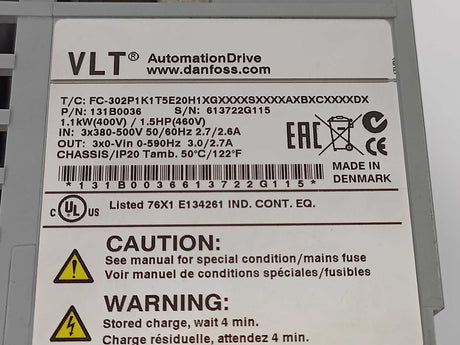 VLT® AutomationDrive
www.danfoss.com
T/C: FC-302P1K1T5E20H1XGXXXXSXXXXAXBXCXXXXDX
P/N: 131B0036 S/N: 613722G115
1.1kW(400V) / 1.5HP(460V)
IN: 3x380-500V 50/60Hz 2.7/2.6A
OUT: 3x0-Vin 0-590Hz 3.0/2.7A
CHASSIS/IP20 Tamb. 50°C/122°F
EAC
MADE IN
DENMARK
*131B0036613722G115*
C UL US Listed 76X1 E134261 IND. CONT. EQ.
CAUTION:
See manual for special condition/mains fuse
Voir manuel de conditions spéciales/fusibles
WARNING:
Stored charge, wait 4 min.
Charge résiduelle, attendez 4 min.